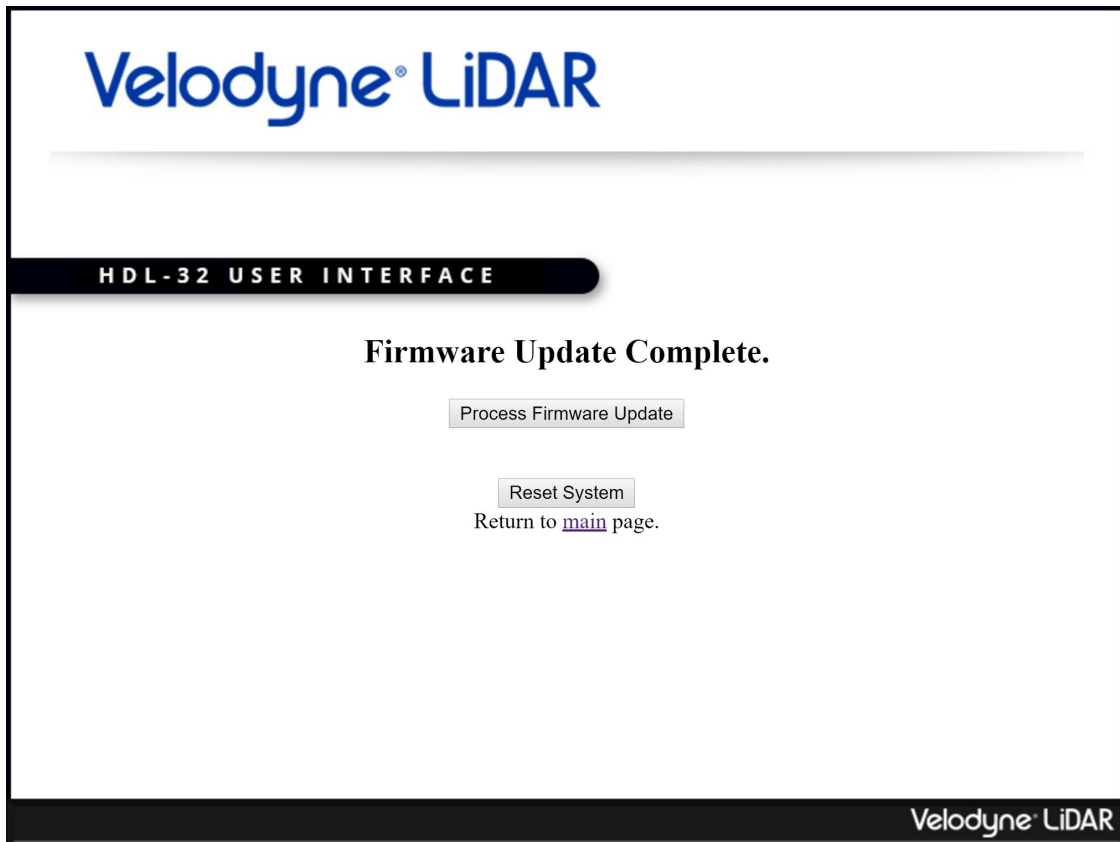 Velodyne® LiDAR
HDL-32 USER INTERFACE
Firmware Update Complete.
Process Firmware Update
Reset System
Return to main page.
Velodyne® LiDAR